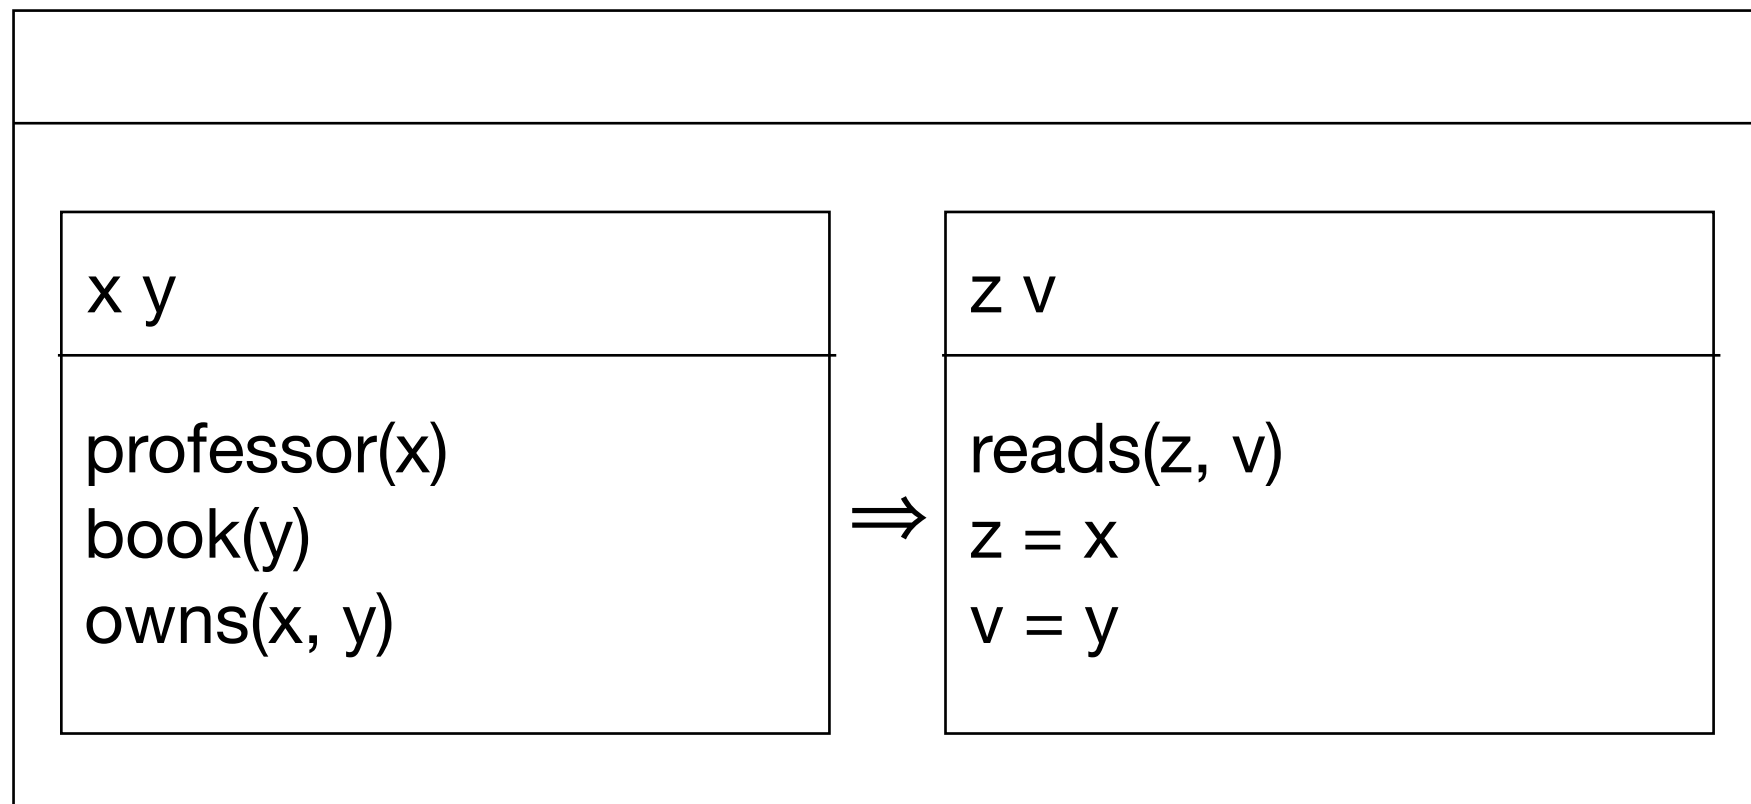 x y
professor(x)
book(y)
owns(x, y)
⇒
z v
reads(z, v)
z = x
v = y